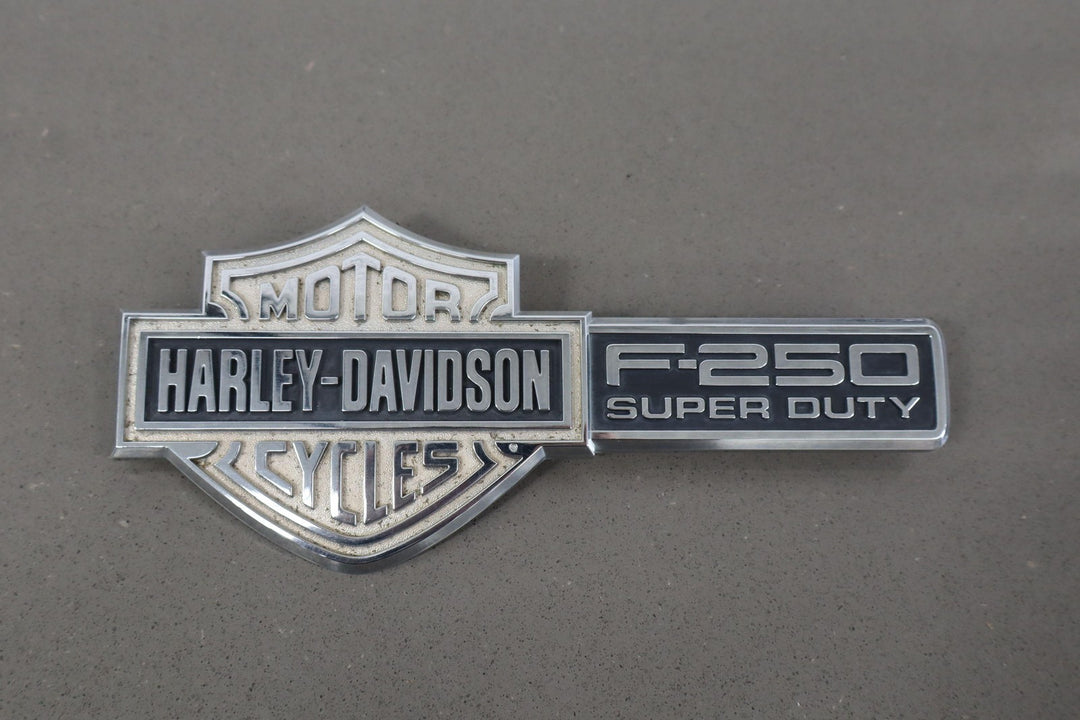 MOTOR
HARLEY-DAVIDSON
CYCLES
F-250
SUPER DUTY